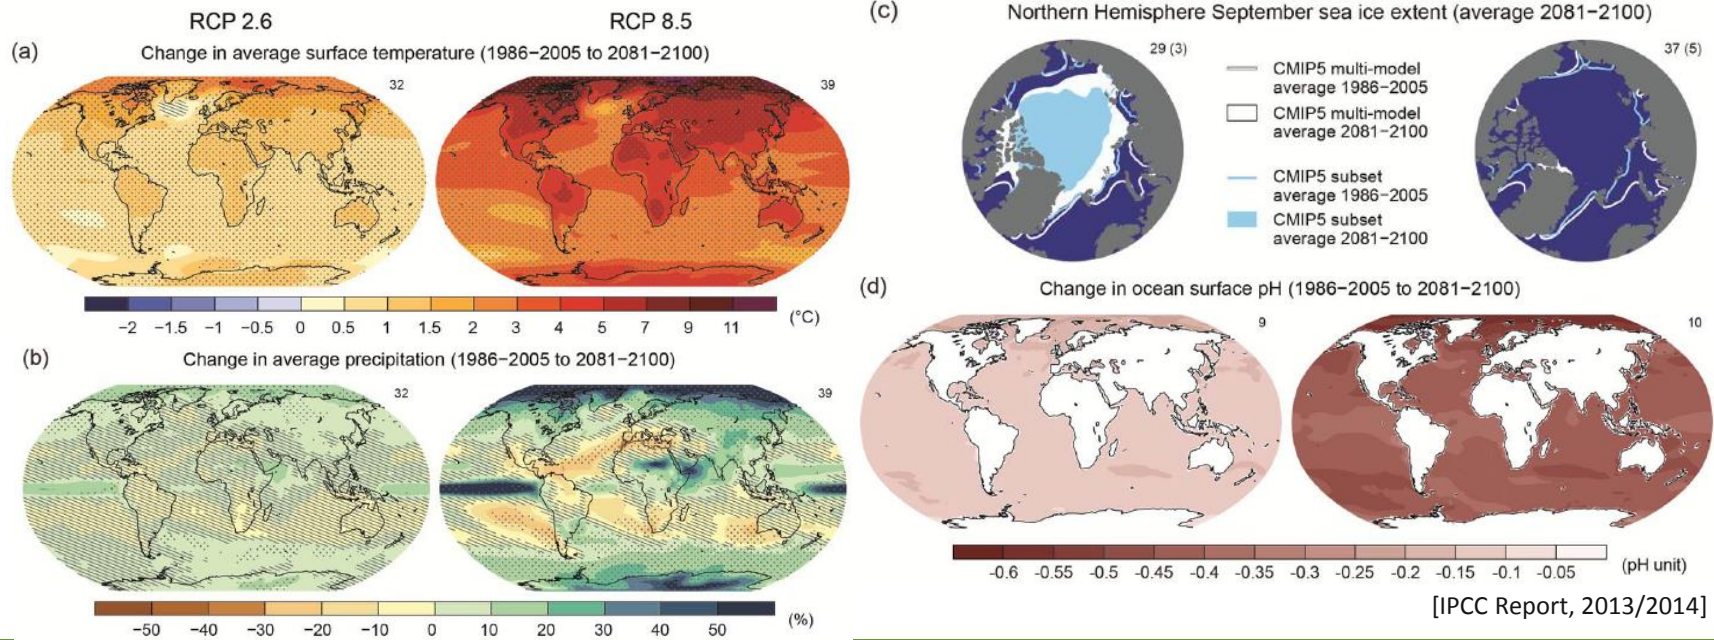 RCP 2.6
RCP 8.5
(a)
Change in average surface temperature (1986−2005 to 2081−2100)
32
39
−2 −1.5 −1 −0.5 0 0.5 1 1.5 2 3 4 5 7 9 11 (°C)
(b)
Change in average precipitation (1986−2005 to 2081−2100)
32
39
−50 −40 −30 −20 −10 0 10 20 30 40 50 (%)
(c)
Northern Hemisphere September sea ice extent (average 2081−2100)
29 (3)
37 (5)
CMIP5 multi-model
average 1986−2005
CMIP5 multi-model
average 2081−2100
CMIP5 subset
average 1986−2005
CMIP5 subset
average 2081−2100
(d)
Change in ocean surface pH (1986−2005 to 2081−2100)
9
10
-0.6 -0.55 -0.5 -0.45 -0.4 -0.35 -0.3 -0.25 -0.2 -0.15 -0.1 -0.05 (pH unit)
[IPCC Report, 2013/2014]